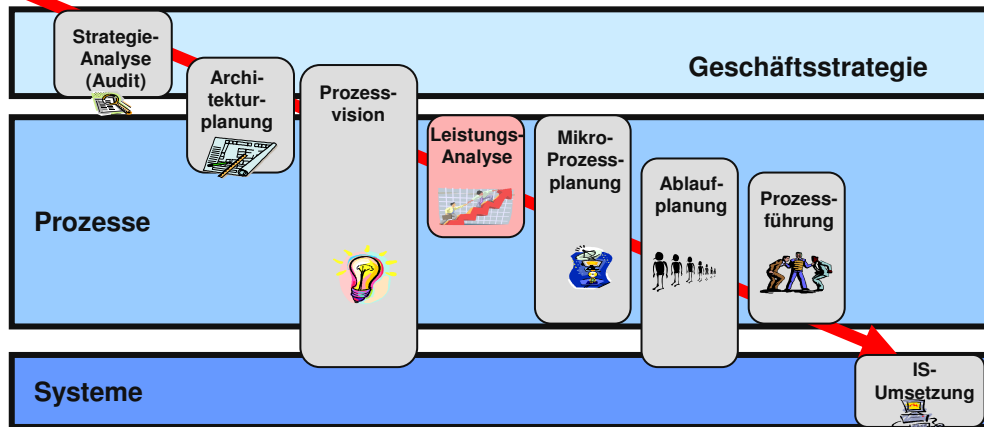 Strategie-
Analyse
(Audit)
Archi-
tektur-
planung
Prozess-
vision
Geschäftsstrategie
Leistungs-
Analyse
Mikro-
Prozess-
planung
Ablauf-
planung
Prozess-
führung
Prozesse
Systeme
IS-
Umsetzung